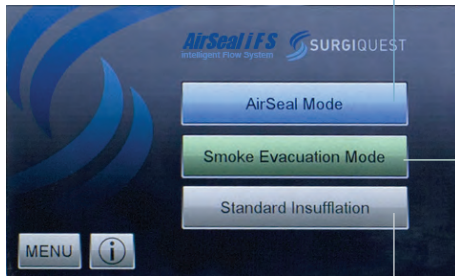 AirSeal iFS
intelligent Flow System
SURGIQUEST
AirSeal Mode
Smoke Evacuation Mode
Standard Insufflation
MENU
i